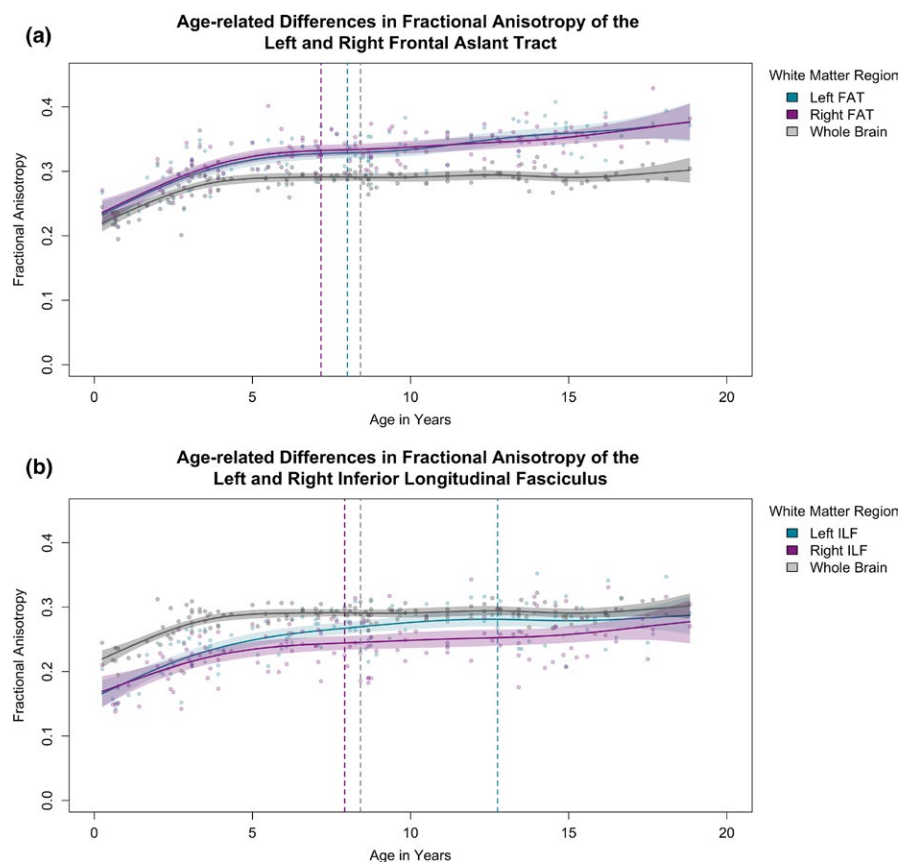 (a)
Age-related Differences in Fractional Anisotropy of the
Left and Right Frontal Aslant Tract
White Matter Region
Left FAT
Right FAT
Whole Brain
Fractional Anisotropy
0.4
0.3
0.2
0.1
0.0
0 5 10 15 20
Age in Years
(b)
Age-related Differences in Fractional Anisotropy of the
Left and Right Inferior Longitudinal Fasciculus
White Matter Region
Left ILF
Right ILF
Whole Brain
Fractional Anisotropy
0.4
0.3
0.2
0.1
0.0
0 5 10 15 20
Age in Years